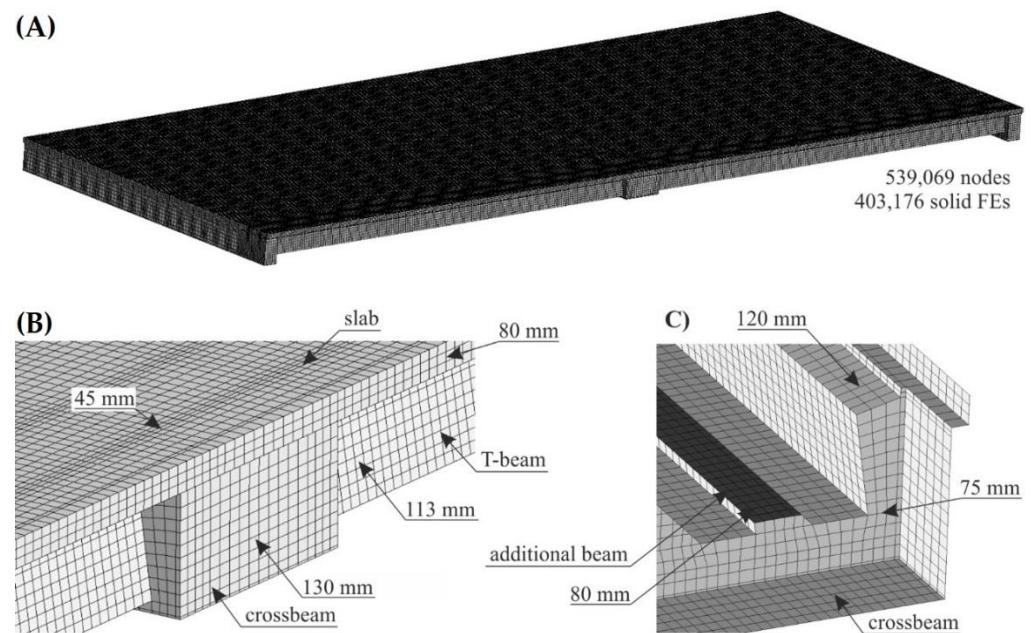 (A)
539,069 nodes
403,176 solid FEs
(B)
slab
80 mm
45 mm
T-beam
113 mm
130 mm
crossbeam
C)
120 mm
75 mm
additional beam
80 mm
crossbeam